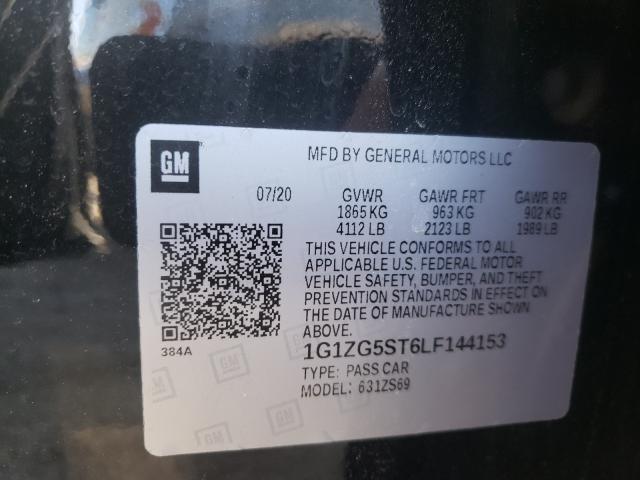 GM
MFD BY GENERAL MOTORS LLC
07/20 GVWR GAWR FRT GAWR RR
1865 KG 963 KG 902 KG
4112 LB 2123 LB 1989 LB
THIS VEHICLE CONFORMS TO ALL
APPLICABLE U.S. FEDERAL MOTOR
VEHICLE SAFETY, BUMPER, AND THEFT
PREVENTION STANDARDS IN EFFECT ON
THE DATE OF MANUFACTURE SHOWN
ABOVE.
384A
1G1ZG5ST6LF144153
TYPE: PASS CAR
MODEL: 631ZS69